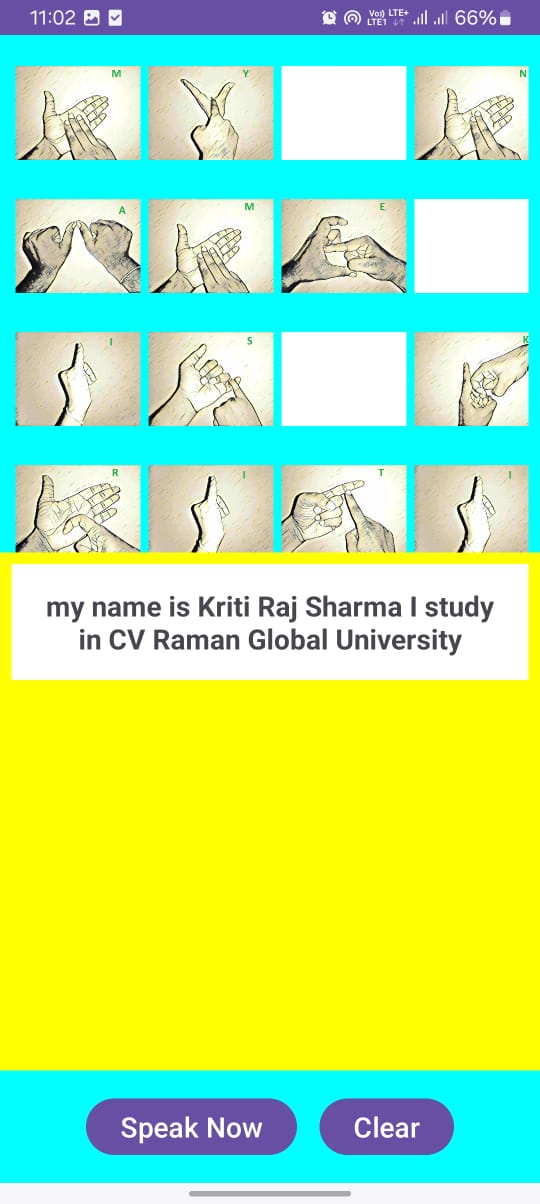 11:02 Vo)) LTE+ LTE1 66%
M Y N
A M E
I S K
R I T I
my name is Kriti Raj Sharma I study
in CV Raman Global University
Speak Now Clear